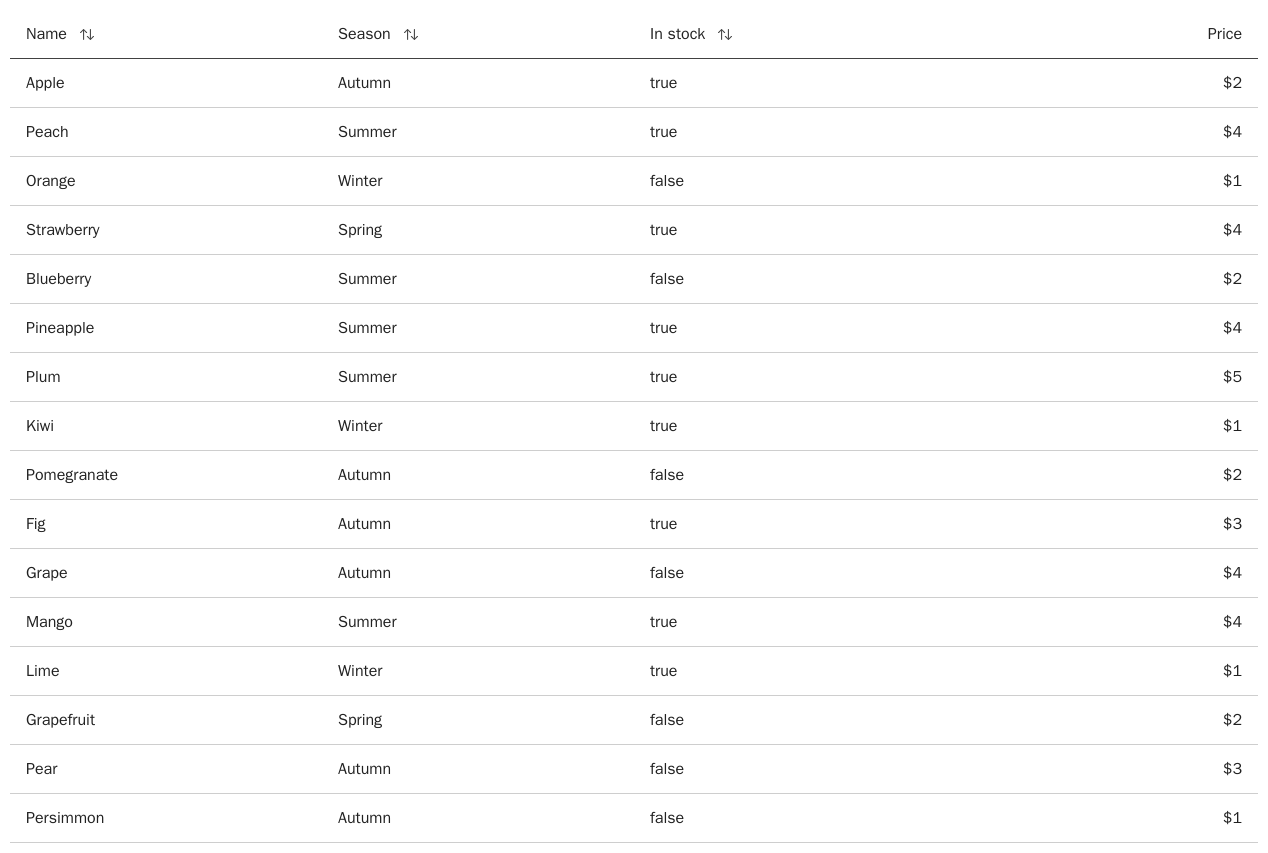 Name Season In stock Price
Apple Autumn true $2
Peach Summer true $4
Orange Winter false $1
Strawberry Spring true $4
Blueberry Summer false $2
Pineapple Summer true $4
Plum Summer true $5
Kiwi Winter true $1
Pomegranate Autumn false $2
Fig Autumn true $3
Grape Autumn false $4
Mango Summer true $4
Lime Winter true $1
Grapefruit Spring false $2
Pear Autumn false $3
Persimmon Autumn false $1